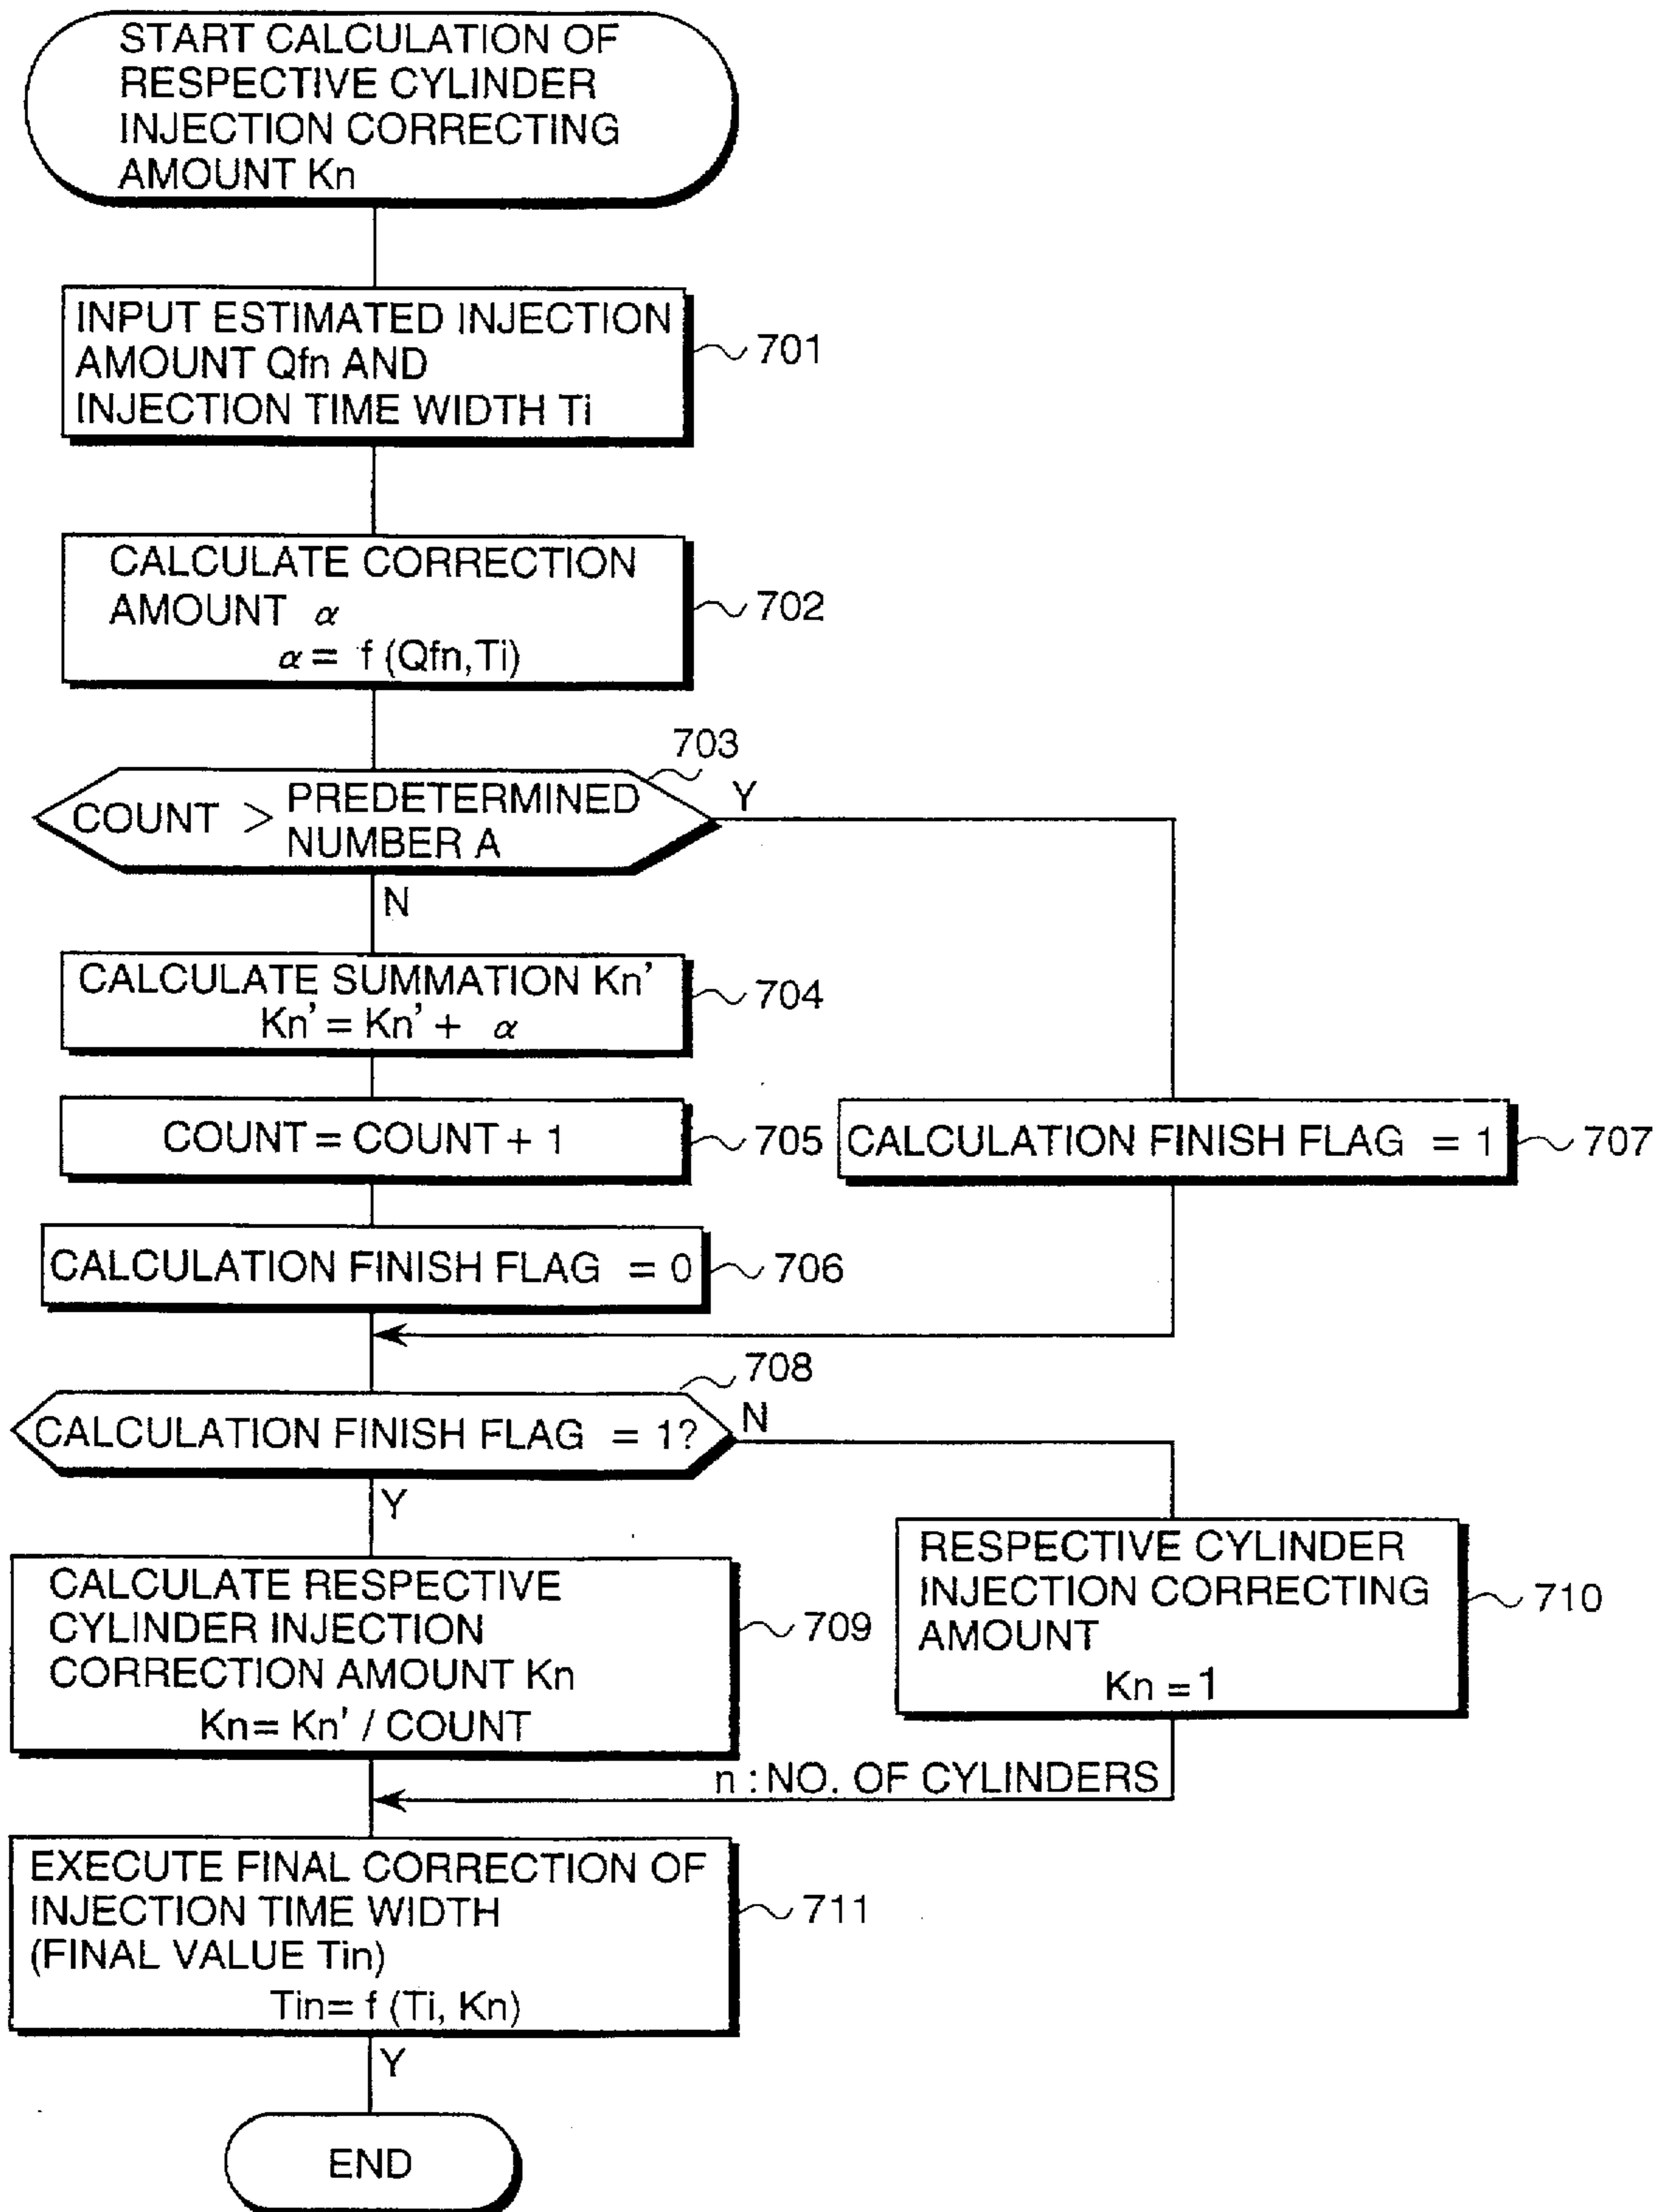 START CALCULATION OF
RESPECTIVE CYLINDER
INJECTION CORRECTING
AMOUNT Kn
INPUT ESTIMATED INJECTION
AMOUNT Qfn AND
INJECTION TIME WIDTH Ti
701
CALCULATE CORRECTION
AMOUNT α
α = f (Qfn,Ti)
702
703
COUNT > PREDETERMINED
NUMBER A
Y
N
CALCULATE SUMMATION Kn'
Kn' = Kn' + α
704
COUNT = COUNT + 1
705
CALCULATION FINISH FLAG = 1
707
CALCULATION FINISH FLAG = 0
706
708
CALCULATION FINISH FLAG = 1?
N
Y
CALCULATE RESPECTIVE
CYLINDER INJECTION
CORRECTION AMOUNT Kn
Kn = Kn' / COUNT
709
RESPECTIVE CYLINDER
INJECTION CORRECTING
AMOUNT
Kn = 1
710
n : NO. OF CYLINDERS
EXECUTE FINAL CORRECTION OF
INJECTION TIME WIDTH
(FINAL VALUE Tin)
Tin= f (Ti, Kn)
711
Y
END